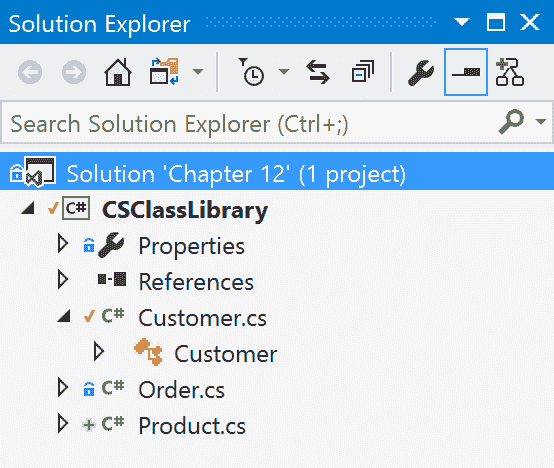 Solution Explorer
Search Solution Explorer (Ctrl+;)
Solution 'Chapter 12' (1 project)
C# CSClassLibrary
Properties
References
C# Customer.cs
Customer
C# Order.cs
C# Product.cs